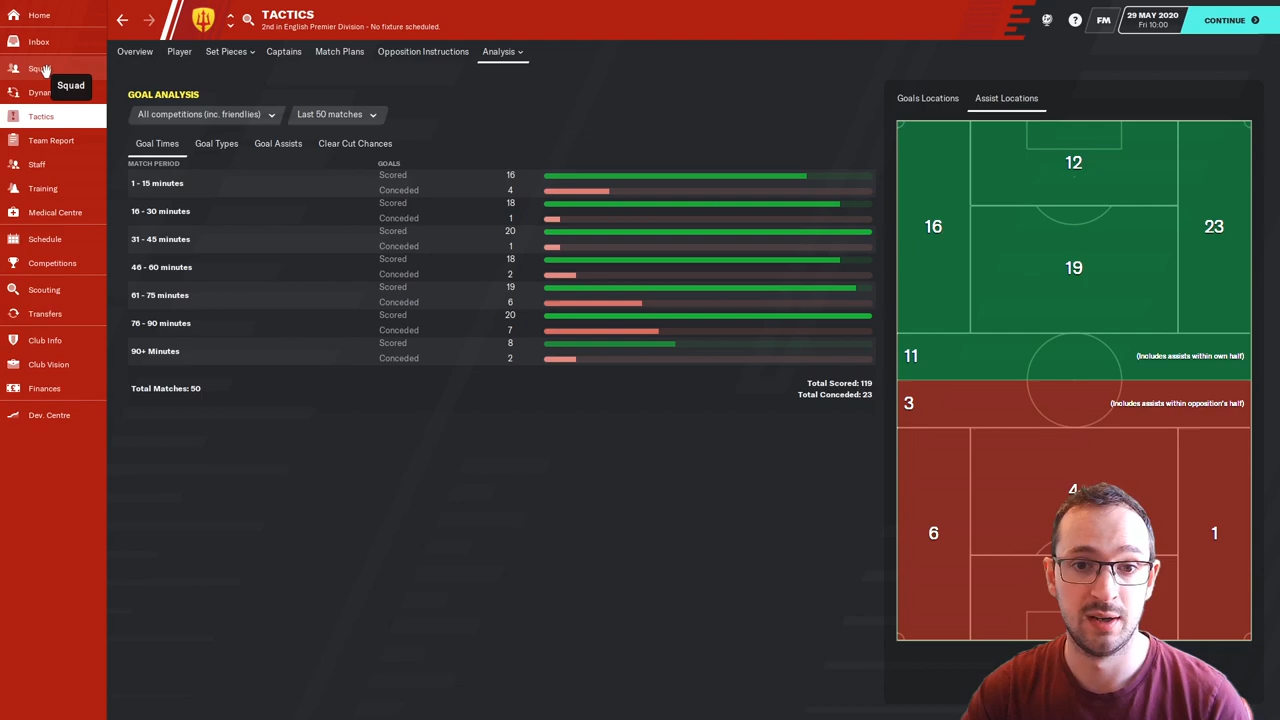 Home
TACTICS
2nd in English Premier Division - No fixture scheduled.
FM
29 MAY 2020
Fri 10:00
CONTINUE
Inbox
Squad
Tactics
Team Report
Staff
Training
Medical Centre
Schedule
Competitions
Scouting
Transfers
Club Info
Club Vision
Finances
Dev. Centre
Overview
Player
Set Pieces
Captains
Match Plans
Opposition Instructions
Analysis
GOAL ANALYSIS
All competitions (inc. friendlies)
Last 50 matches
Goal Times
Goal Types
Goal Assists
Clear Cut Chances
MATCH PERIOD GOALS
1 - 15 minutes
Scored 16
Conceded 4
16 - 30 minutes
Scored 18
Conceded 1
31 - 45 minutes
Scored 20
Conceded 1
46 - 60 minutes
Scored 18
Conceded 2
61 - 75 minutes
Scored 19
Conceded 6
76 - 90 minutes
Scored 20
Conceded 7
90+ Minutes
Scored 8
Conceded 2
Total Matches: 50
Total Scored: 119
Total Conceded: 23
Goals Locations
Assist Locations
12
16
23
19
11 (Includes assists within own half)
3 (Includes assists within opposition's half)
4
6
1